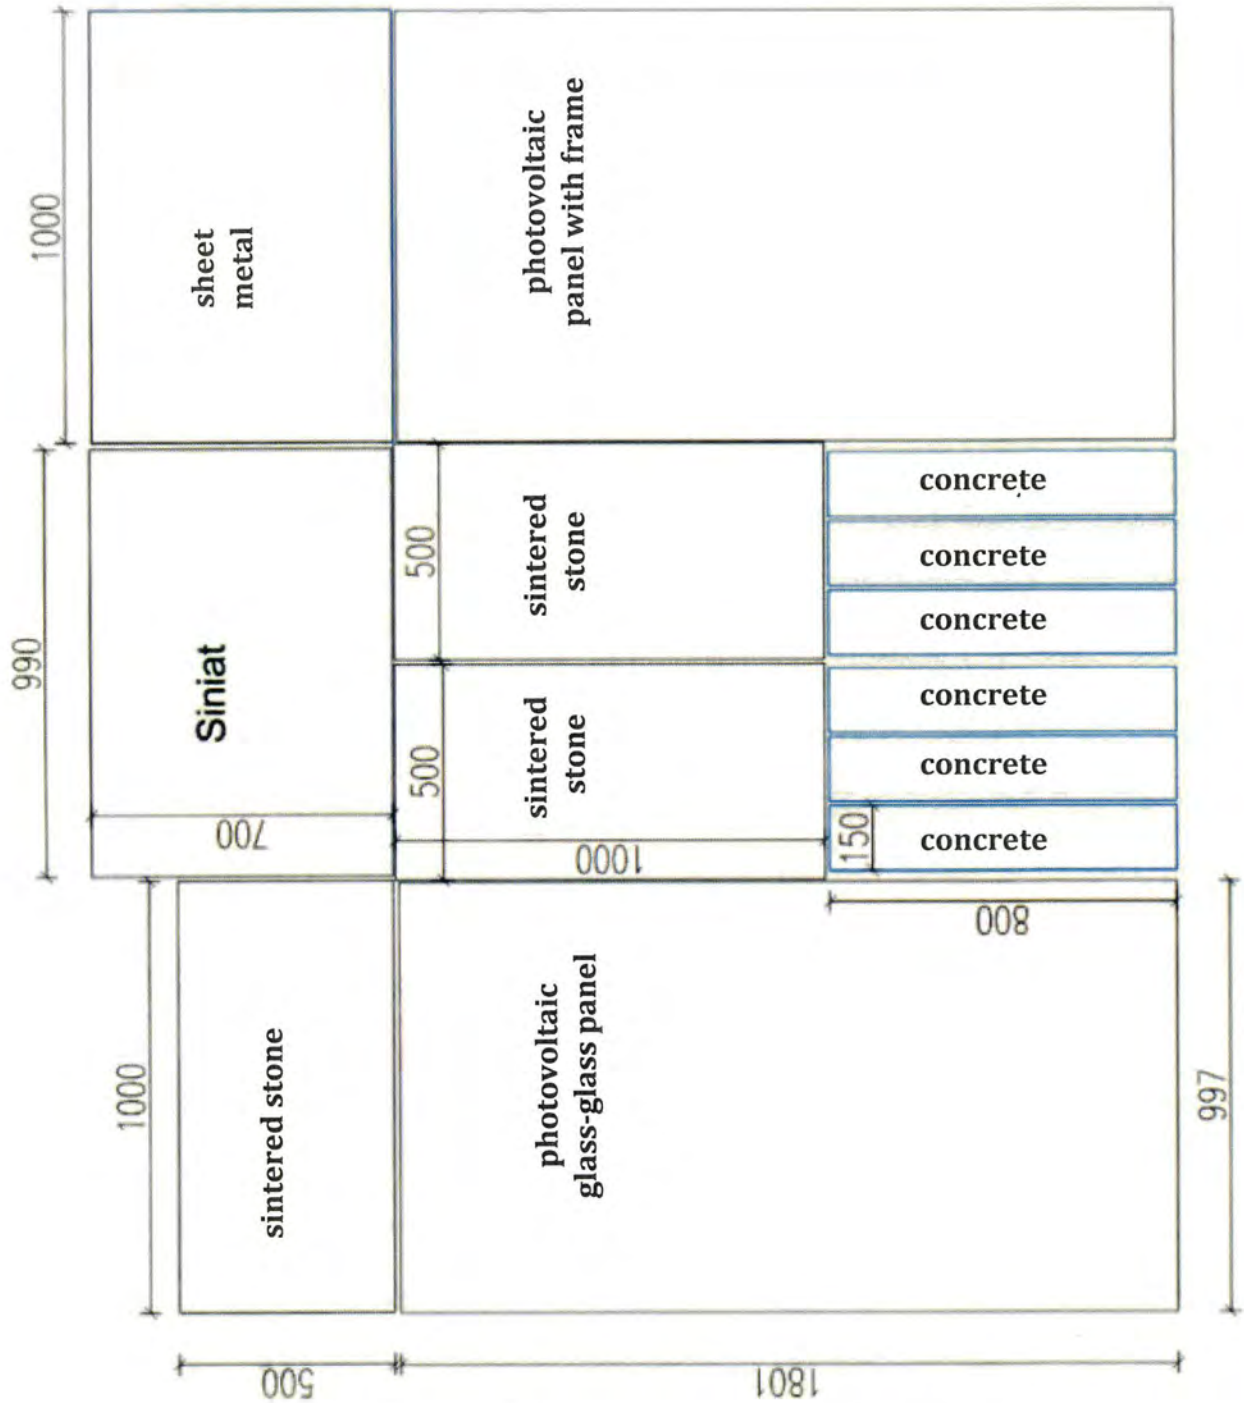 1000
990
1000
sheet
metal
photovoltaic
panel with frame
Siniat
700
500
500
sintered
stone
sintered
stone
1000
concrete
concrete
concrete
concrete
concrete
concrete
150
800
1000
sintered stone
photovoltaic
glass-glass panel
997
500
1801